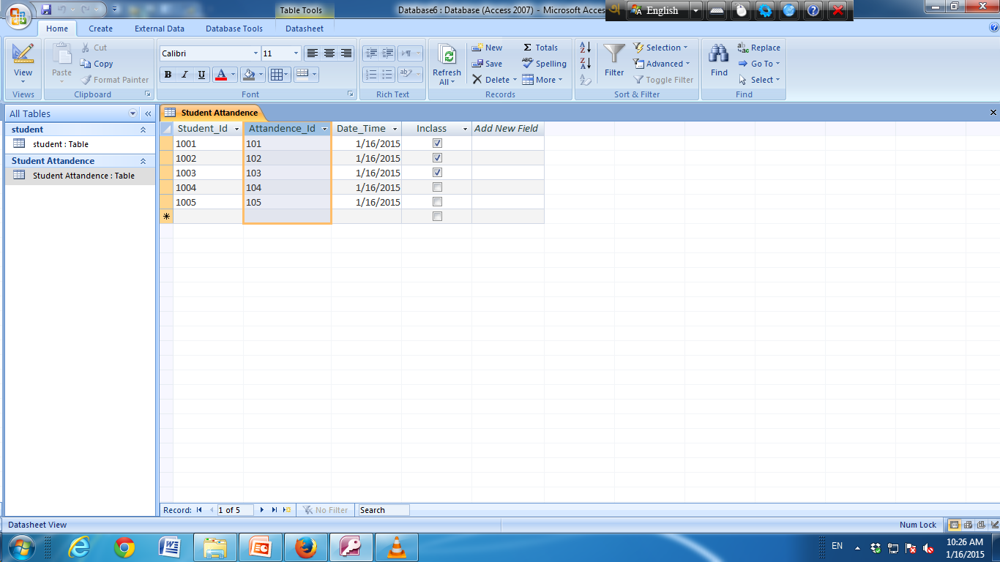 Table Tools
Database6 : Database (Access 2007) - Microsoft Acces
English
Home Create External Data Database Tools Datasheet
View
Views
Paste
Cut
Copy
Format Painter
Clipboard
Calibri 11
B I U A
Font
Rich Text
Refresh All
New
Save
Delete
Σ Totals
Spelling
More
Records
Filter
Selection
Advanced
Toggle Filter
Sort & Filter
Find
Replace
Go To
Select
Find
All Tables
student
student : Table
Student Attandence
Student Attandence : Table
Student Attandence
Student_Id Attandence_Id Date_Time Inclass Add New Field
1001 101 1/16/2015
1002 102 1/16/2015
1003 103 1/16/2015
1004 104 1/16/2015
1005 105 1/16/2015
Record: 1 of 5 No Filter Search
Datasheet View
Num Lock
EN
10:26 AM
1/16/2015